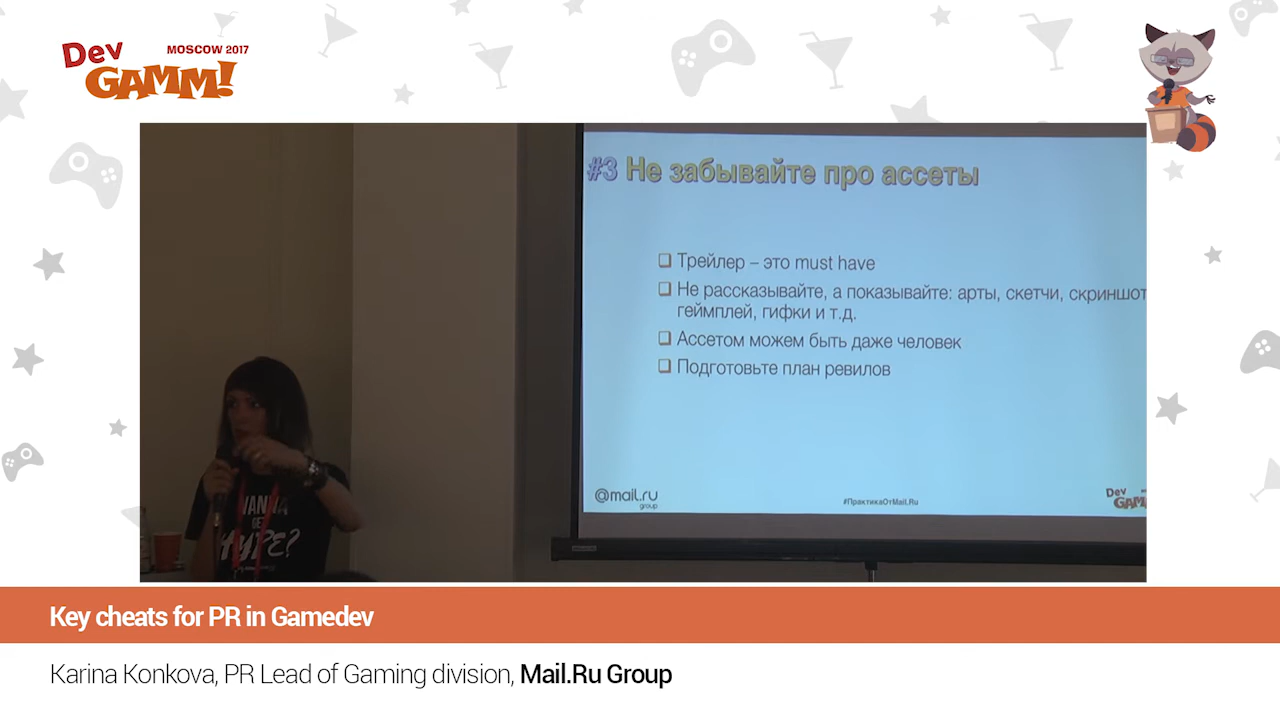 Dev
GAMM!
MOSCOW 2017
#3 Не забывайте про ассеты
Трейлер – это must have
Не рассказывайте, а показывайте: арты, скетчи, скриншот
геймплей, гифки и т.д.
Ассетом можем быть даже человек
Подготовьте план ревилов
@mail.ru
group
#ПрактикаОтMail.Ru
Dev
GAM
WANNA
GET
HYPE?
Key cheats for PR in Gamedev
Karina Konkova, PR Lead of Gaming division, Mail.Ru Group